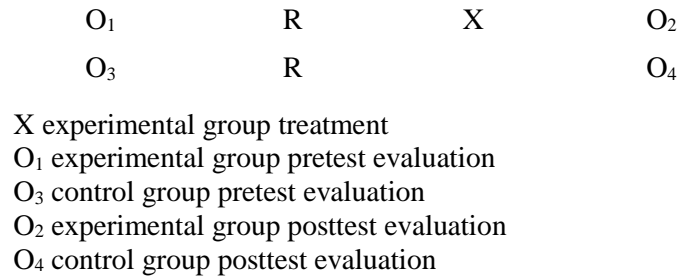 O₁ R X O₂
O₃ R O₄
X experimental group treatment
O₁ experimental group pretest evaluation
O₃ control group pretest evaluation
O₂ experimental group posttest evaluation
O₄ control group posttest evaluation